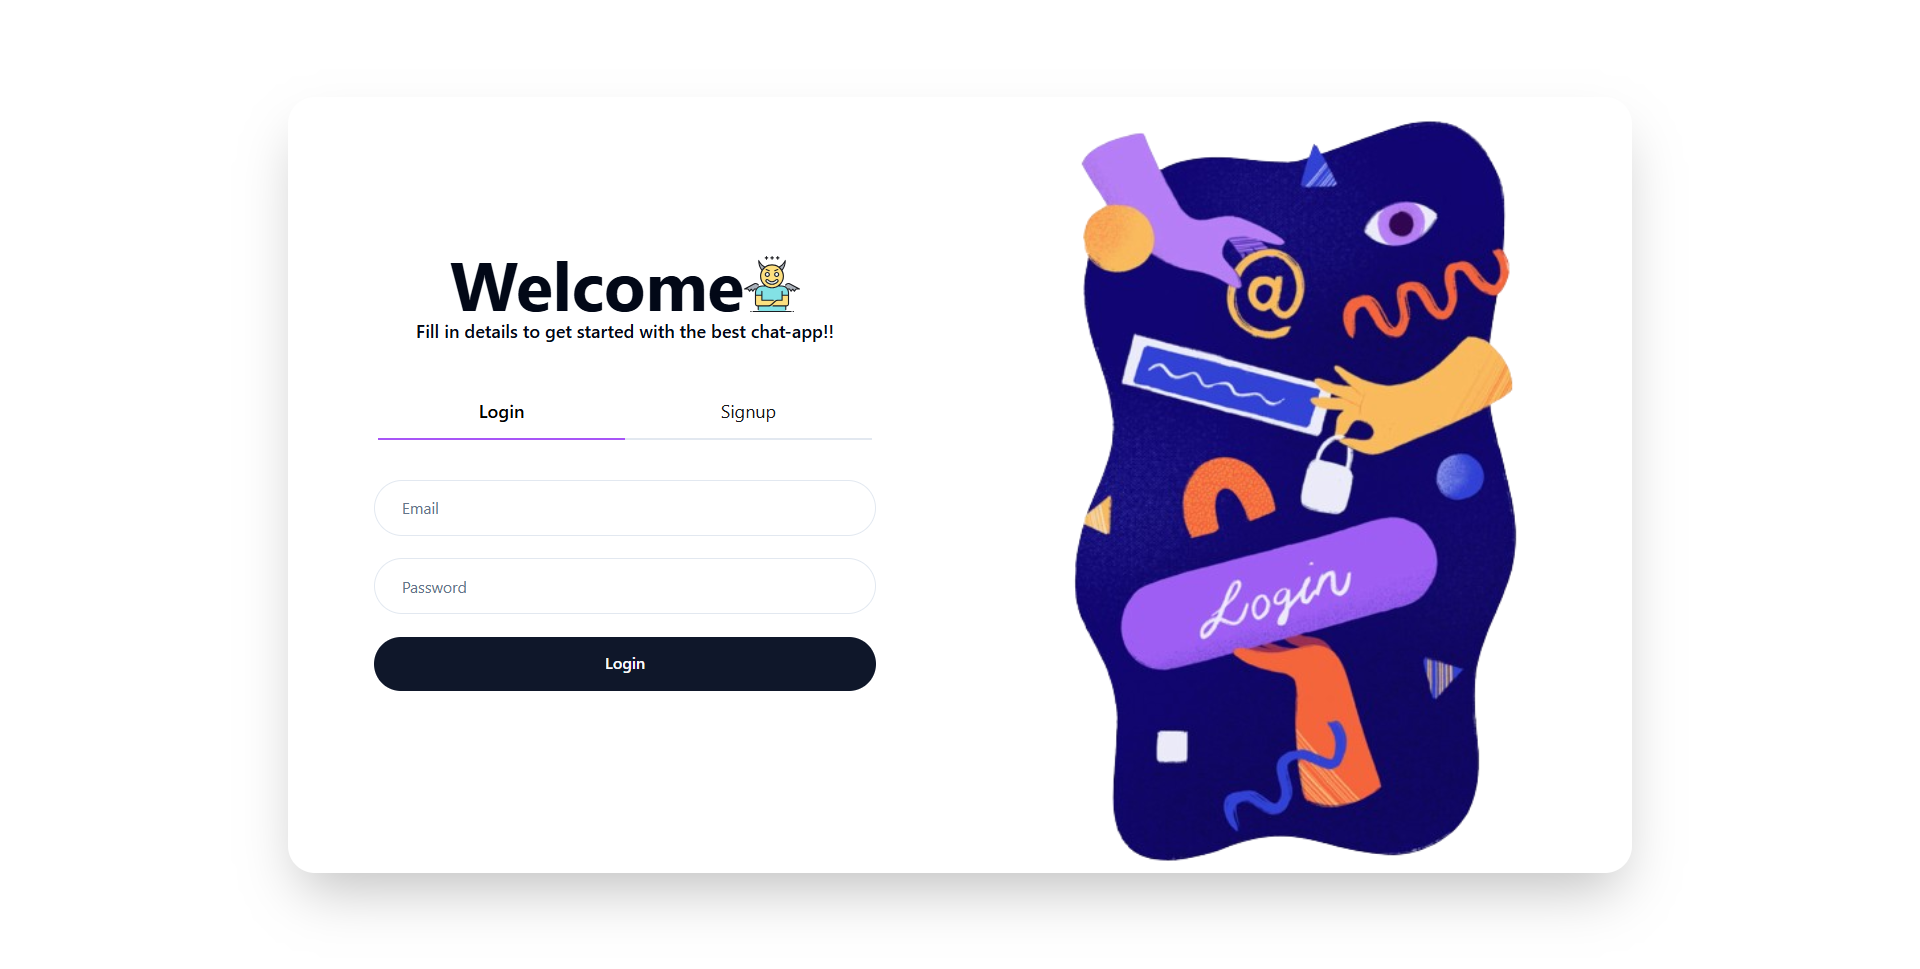 Welcome
Fill in details to get started with the best chat-app!!
Login
Signup
Email
Password
Login
@
Login